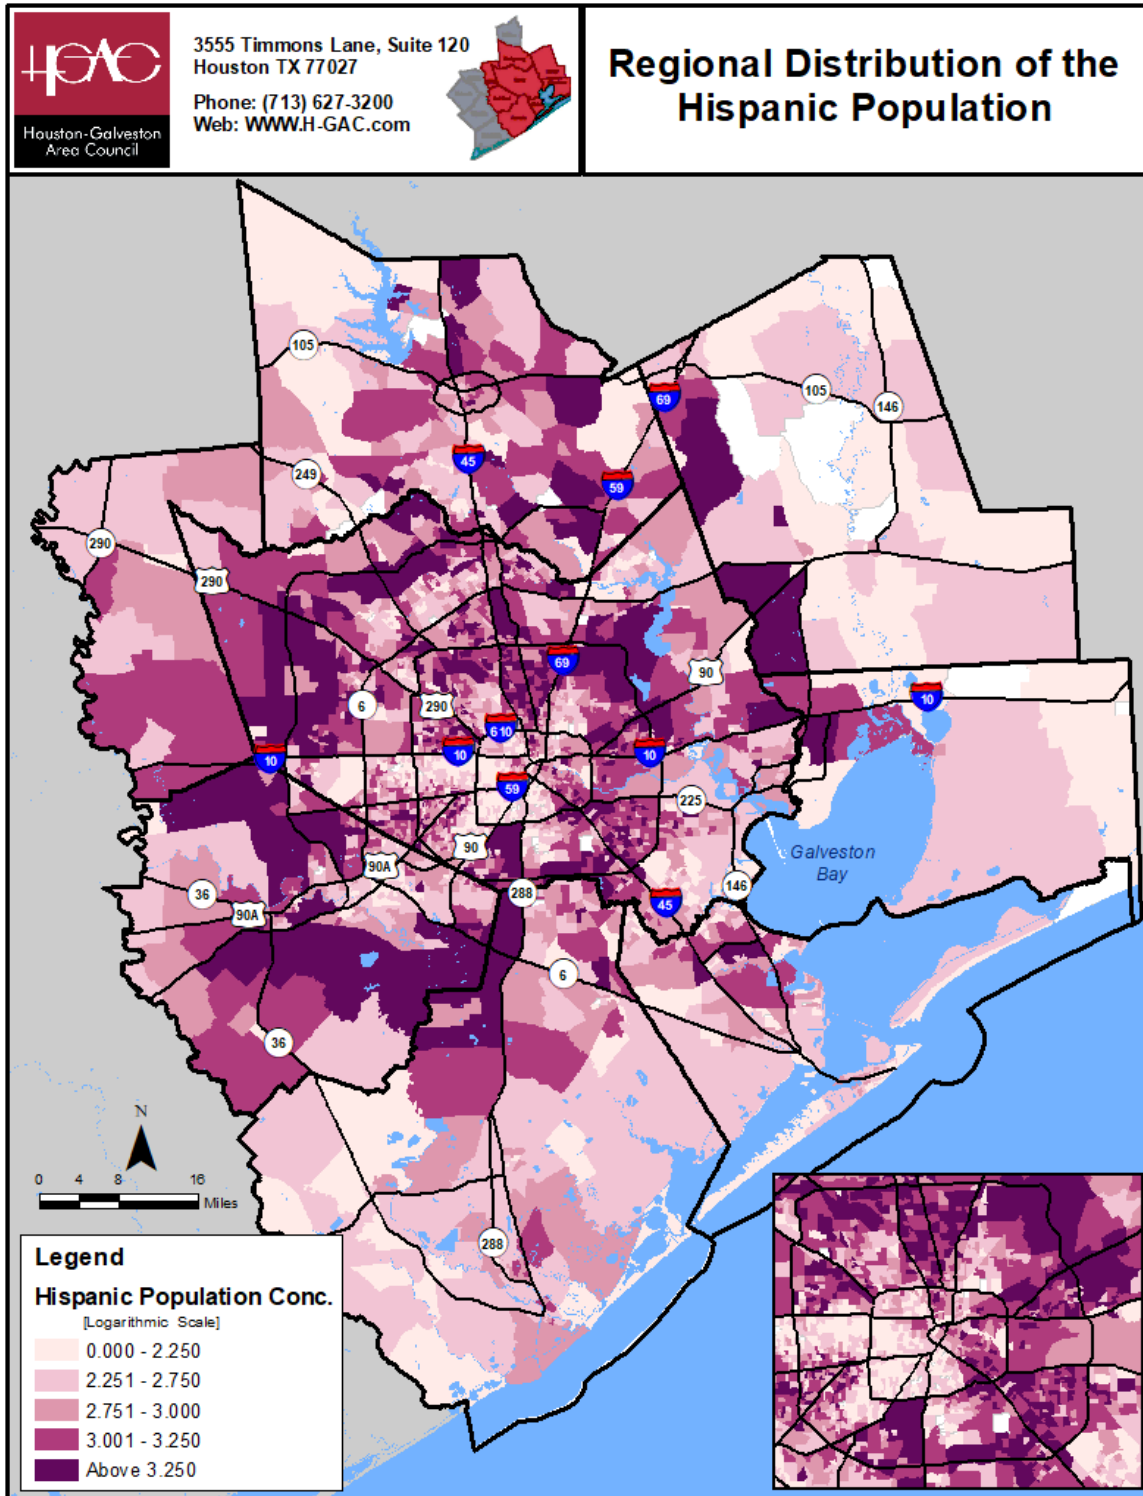 HGAC
Houston-Galveston
Area Council
3555 Timmons Lane, Suite 120
Houston TX 77027
Phone: (713) 627-3200
Web: WWW.H-GAC.com
Regional Distribution of the
Hispanic Population
105
69
105
146
45
249
59
290
290
69
90
6
290
610
10
10
10
10
59
225
90
90A
Galveston
Bay
36
90A
288
146
45
6
36
N
0 4 8 16
Miles
288
Legend
Hispanic Population Conc.
[Logarithmic Scale]
0.000 - 2.250
2.251 - 2.750
2.751 - 3.000
3.001 - 3.250
Above 3.250